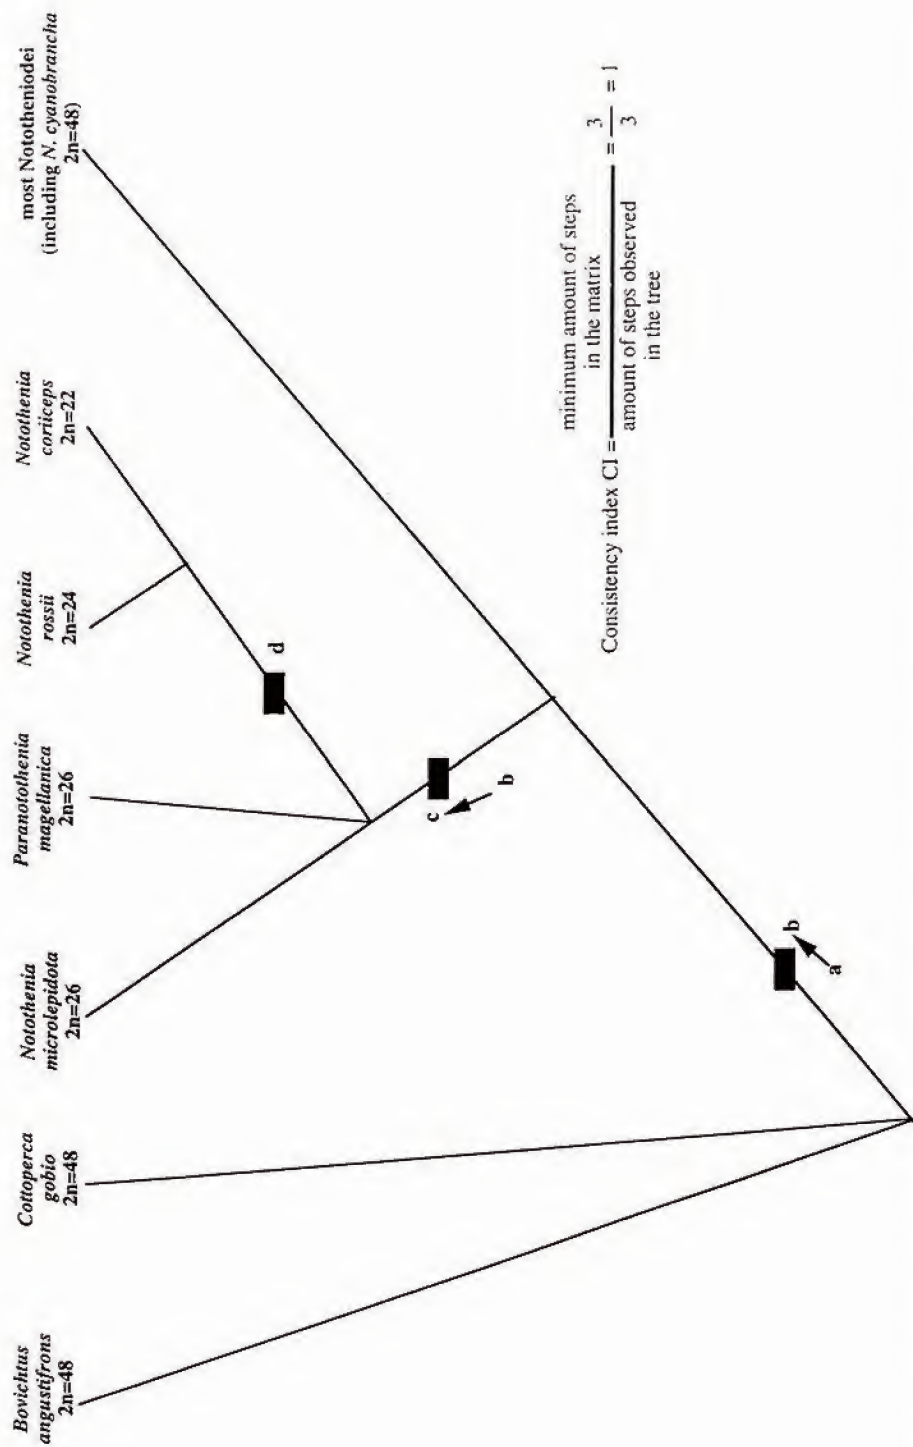 Bovichtus
angustifrons
2n=48
Cottoperca
gobio
2n=48
Notothenia
microlepidota
2n=26
Paranotothenia
magellanica
2n=26
Notothenia
rossii
2n=24
Notothenia
coriiceps
2n=22
most Nototheniodei
(including N. cyanobrancha
2n=48)
d
c
b
b
a
minimum amount of steps
in the matrix
Consistency index CI = = 3 = 1
3
amount of steps observed
in the tree